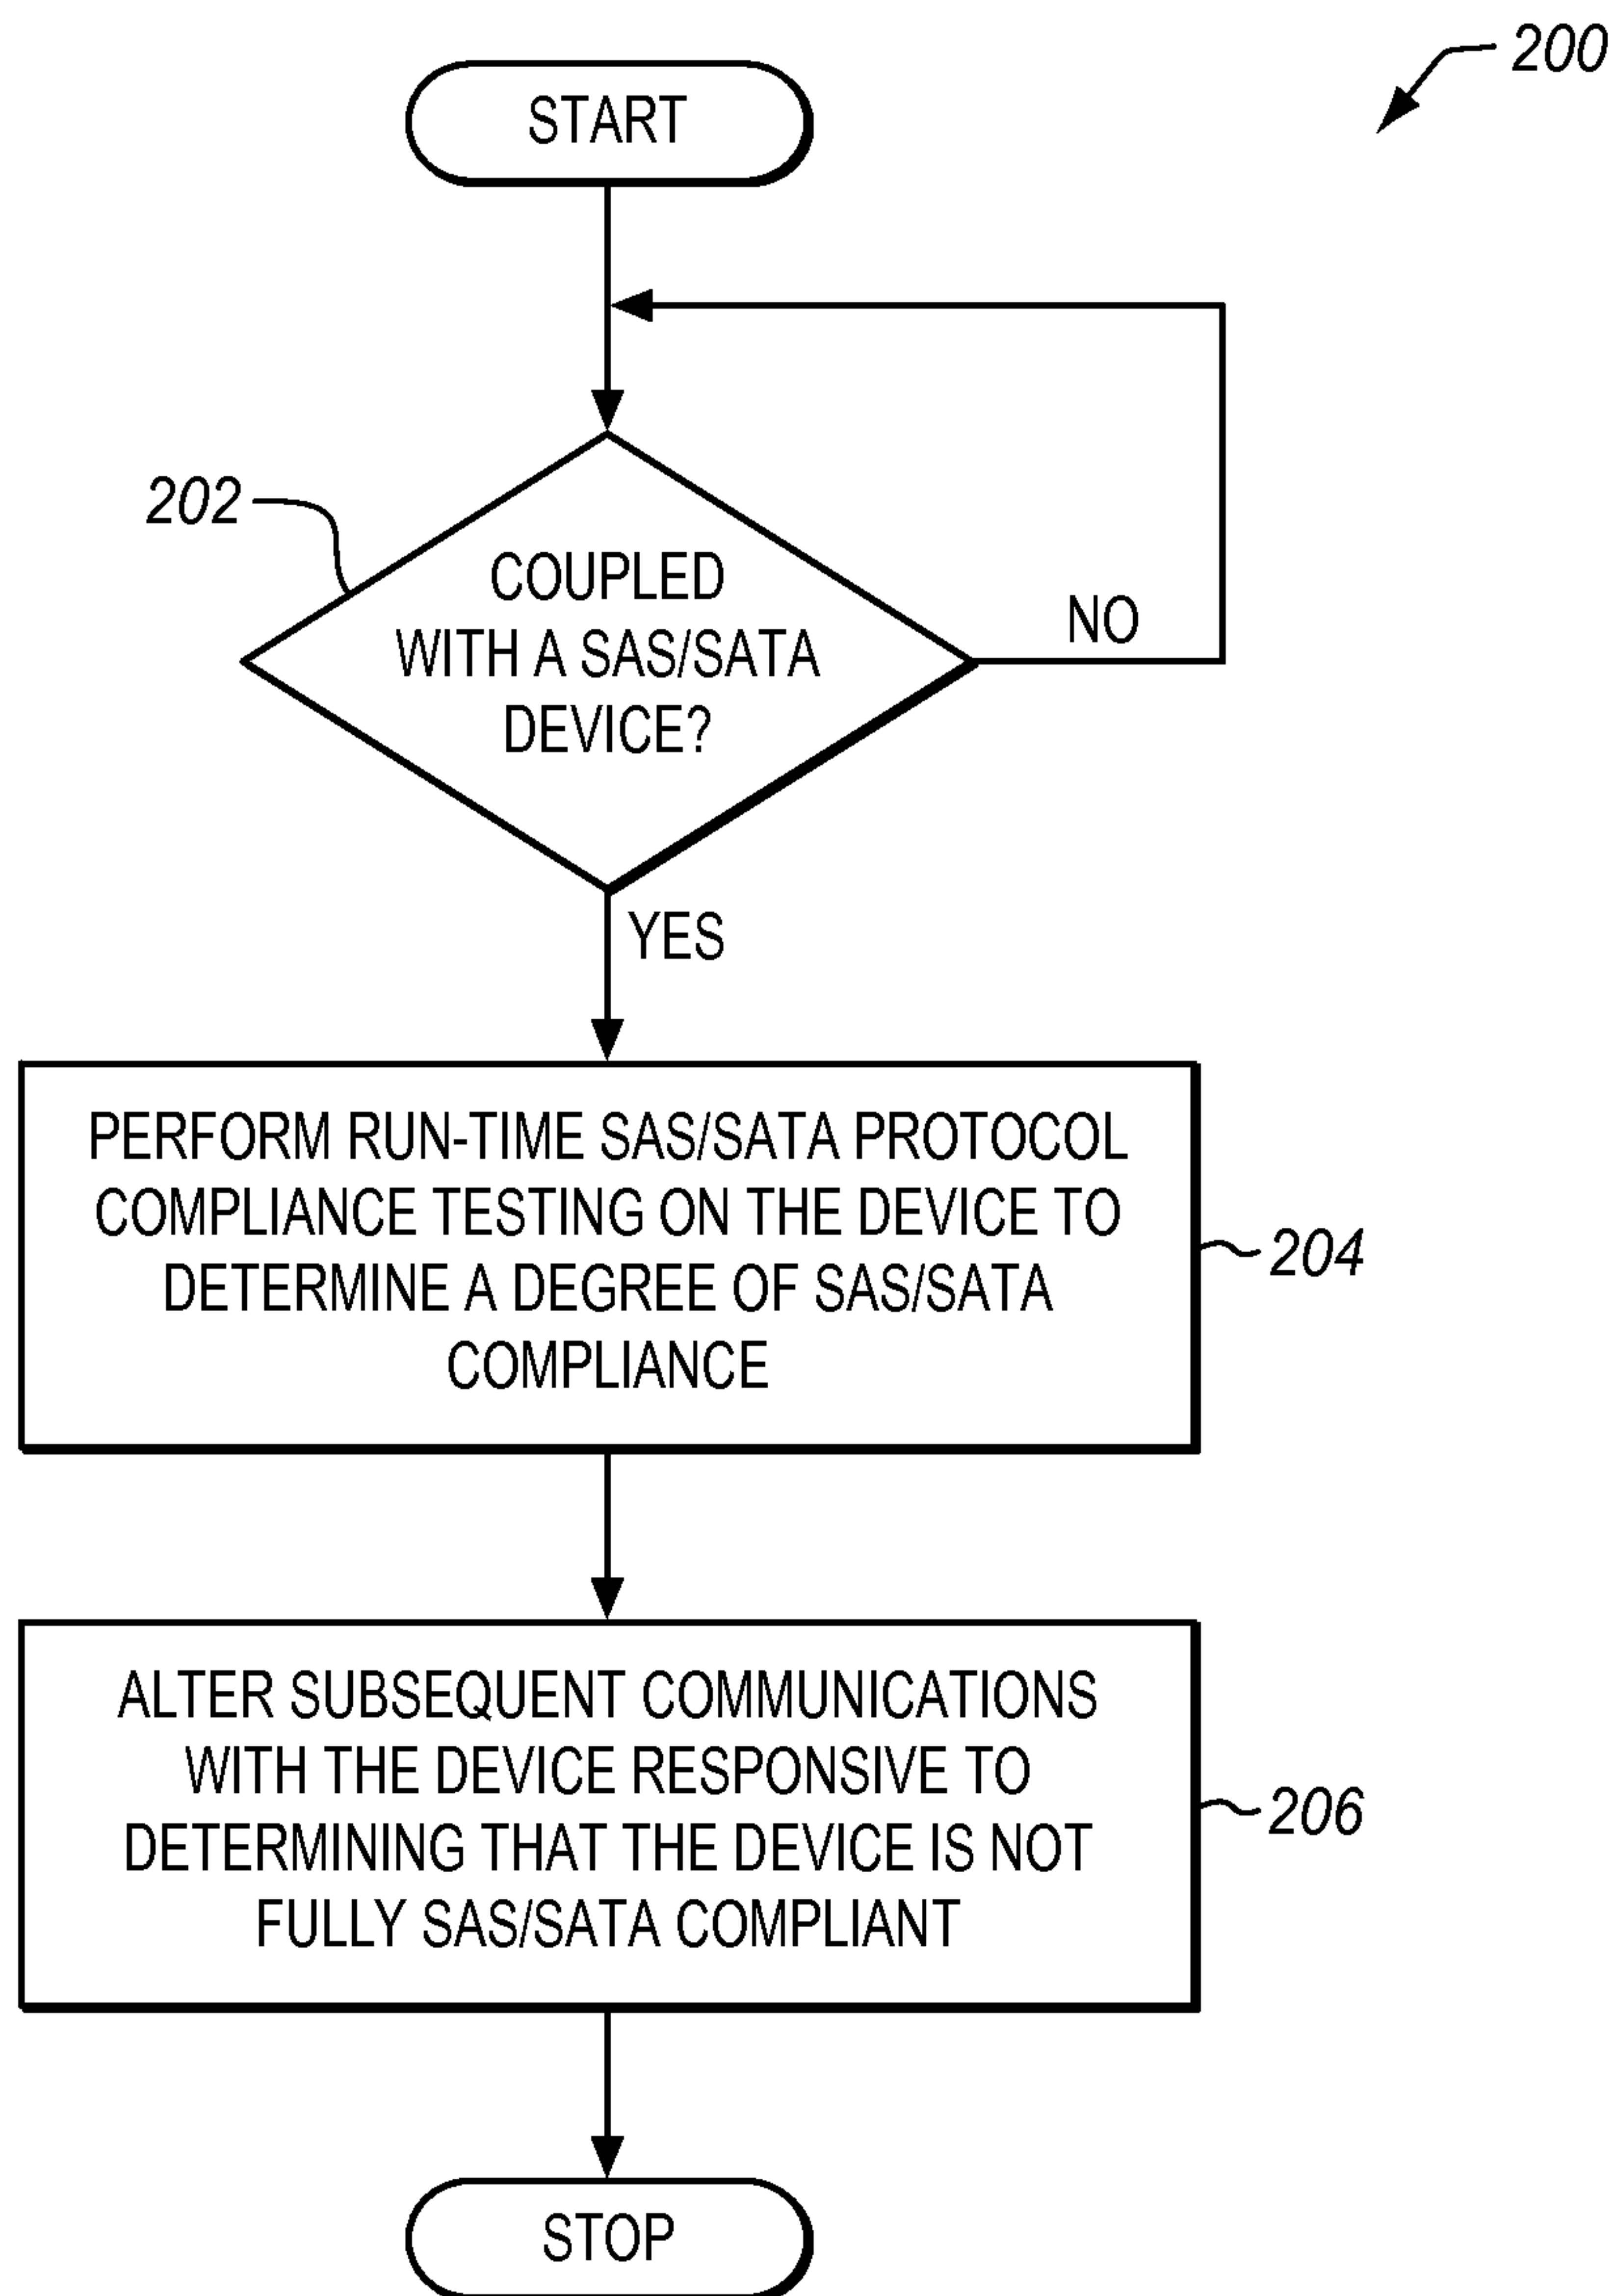 200
START
202
COUPLED
WITH A SAS/SATA
DEVICE?
NO
YES
PERFORM RUN-TIME SAS/SATA PROTOCOL
COMPLIANCE TESTING ON THE DEVICE TO
DETERMINE A DEGREE OF SAS/SATA
COMPLIANCE
204
ALTER SUBSEQUENT COMMUNICATIONS
WITH THE DEVICE RESPONSIVE TO
DETERMINING THAT THE DEVICE IS NOT
FULLY SAS/SATA COMPLIANT
206
STOP